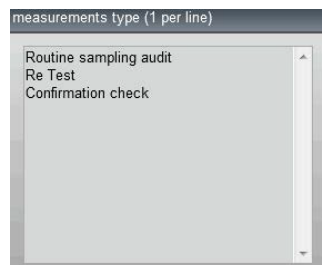 measurements type (1 per line)
Routine sampling audit
Re Test
Confirmation check